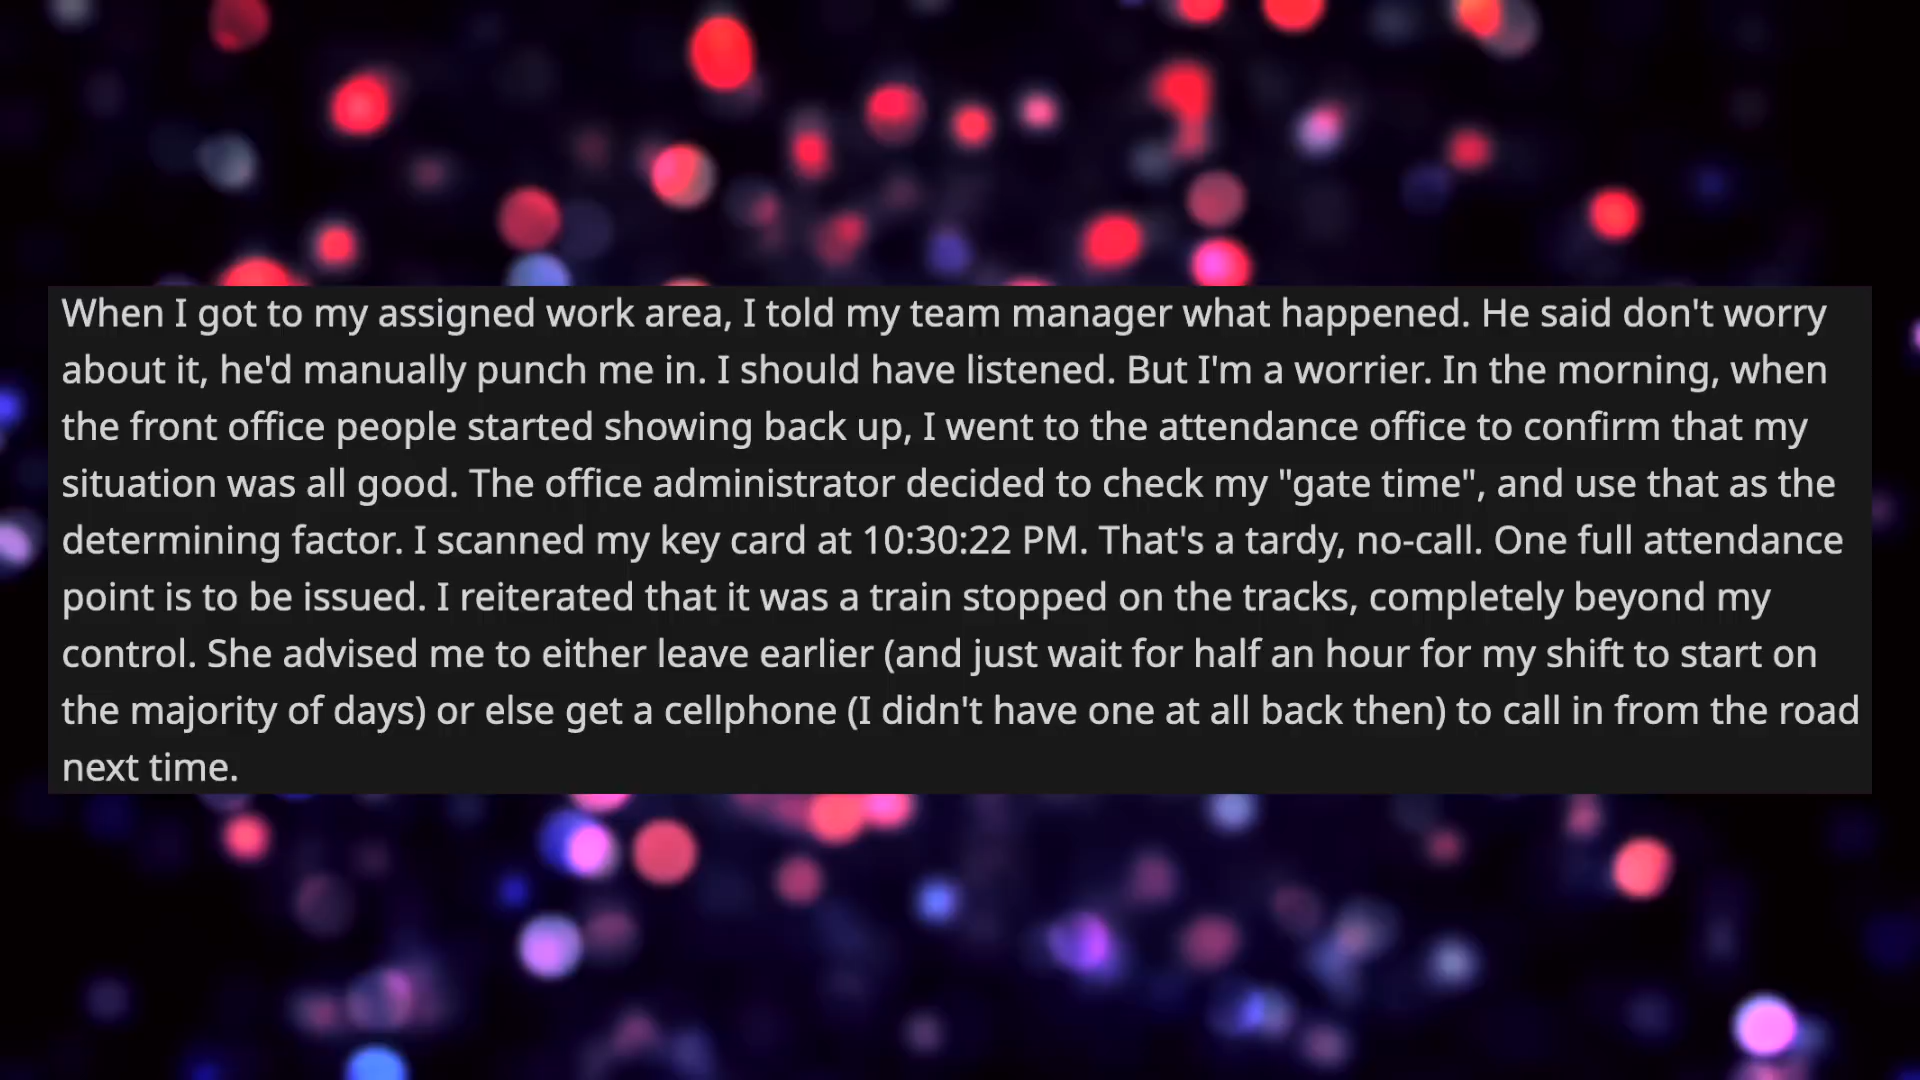 When I got to my assigned work area, I told my team manager what happened. He said don't worry
about it, he'd manually punch me in. I should have listened. But I'm a worrier. In the morning, when
the front office people started showing back up, I went to the attendance office to confirm that my
situation was all good. The office administrator decided to check my "gate time", and use that as the
determining factor. I scanned my key card at 10:30:22 PM. That's a tardy, no-call. One full attendance
point is to be issued. I reiterated that it was a train stopped on the tracks, completely beyond my
control. She advised me to either leave earlier (and just wait for half an hour for my shift to start on
the majority of days) or else get a cellphone (I didn't have one at all back then) to call in from the road
next time.